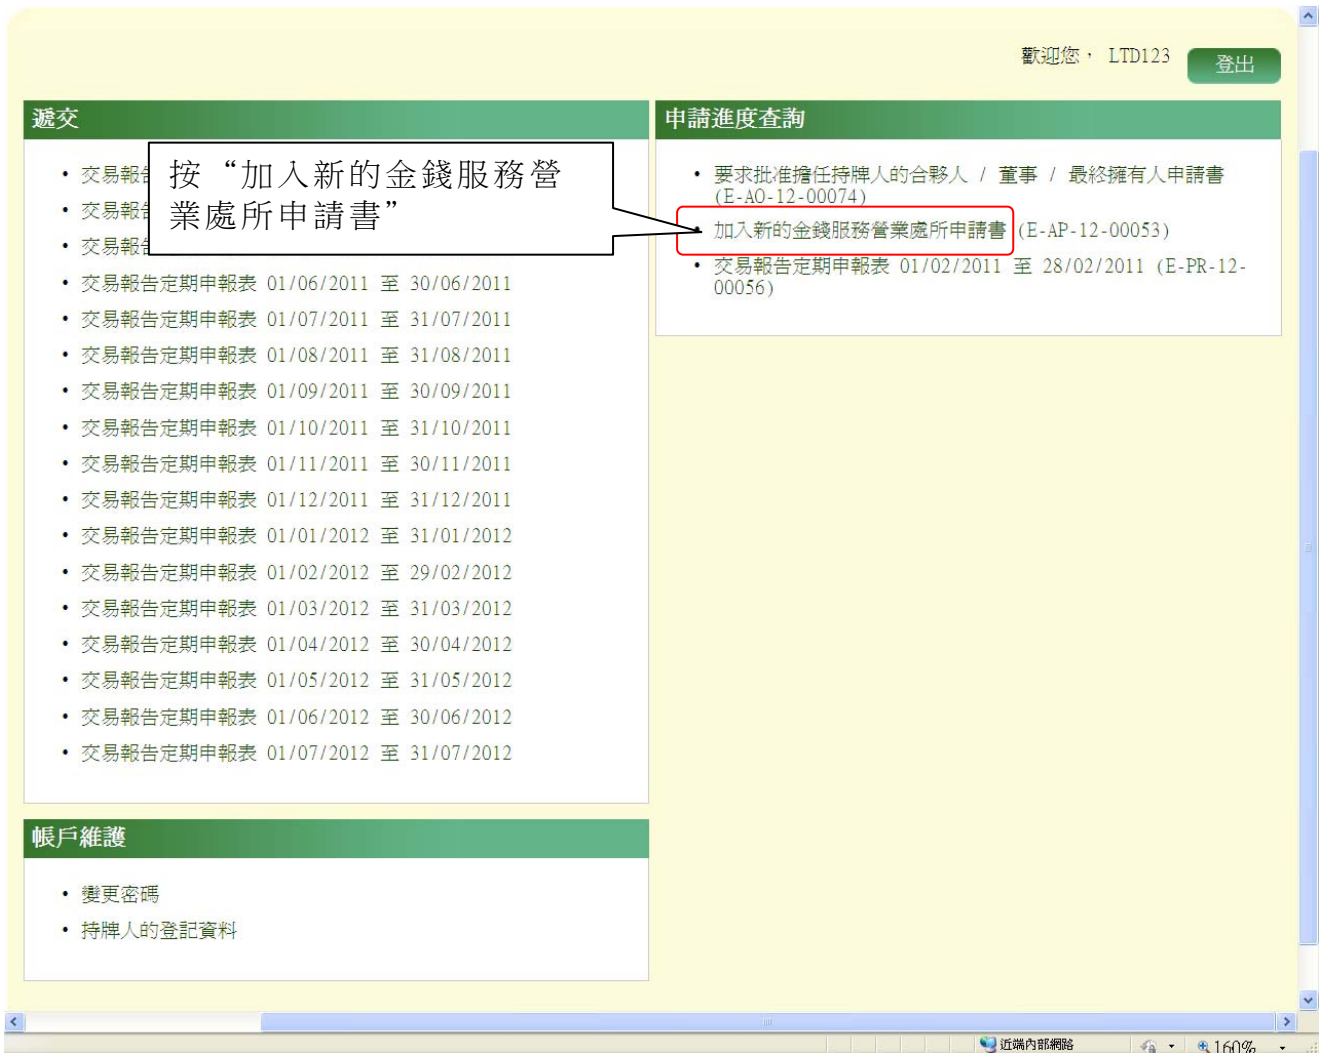 歡迎您， LTD123 登出
遞交
• 交易報告
• 交易報告
• 交易報告
按“加入新的金錢服務營
業處所申請書”
• 交易報告定期申報表 01/06/2011 至 30/06/2011
• 交易報告定期申報表 01/07/2011 至 31/07/2011
• 交易報告定期申報表 01/08/2011 至 31/08/2011
• 交易報告定期申報表 01/09/2011 至 30/09/2011
• 交易報告定期申報表 01/10/2011 至 31/10/2011
• 交易報告定期申報表 01/11/2011 至 30/11/2011
• 交易報告定期申報表 01/12/2011 至 31/12/2011
• 交易報告定期申報表 01/01/2012 至 31/01/2012
• 交易報告定期申報表 01/02/2012 至 29/02/2012
• 交易報告定期申報表 01/03/2012 至 31/03/2012
• 交易報告定期申報表 01/04/2012 至 30/04/2012
• 交易報告定期申報表 01/05/2012 至 31/05/2012
• 交易報告定期申報表 01/06/2012 至 30/06/2012
• 交易報告定期申報表 01/07/2012 至 31/07/2012
申請進度查詢
• 要求批准擔任持牌人的合夥人 / 董事 / 最終擁有人申請書
(E-AO-12-00074)
• 加入新的金錢服務營業處所申請書 (E-AP-12-00053)
• 交易報告定期申報表 01/02/2011 至 28/02/2011 (E-PR-12-
00056)
帳戶維護
• 變更密碼
• 持牌人的登記資料
近端內部網路
160%